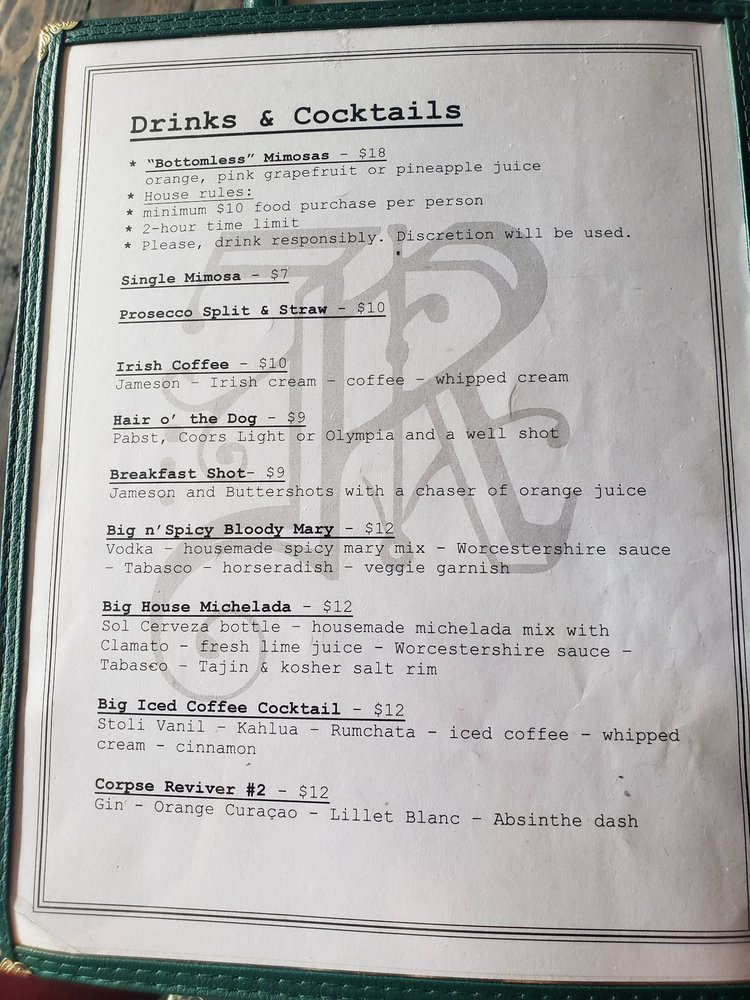 Drinks & Cocktails
* "Bottomless" Mimosas – $18
orange, pink grapefruit or pineapple juice
* House rules:
* minimum $10 food purchase per person
* 2-hour time limit
* Please, drink responsibly. Discretion will be used.
Single Mimosa – $7
Prosecco Split & Straw – $10
Irish Coffee – $10
Jameson – Irish cream – coffee – whipped cream
Hair o' the Dog – $9
Pabst, Coors Light or Olympia and a well shot
Breakfast Shot– $9
Jameson and Buttershots with a chaser of orange juice
Big n'Spicy Bloody Mary – $12
Vodka – housemade spicy mary mix – Worcestershire sauce
– Tabasco – horseradish – veggie garnish
Big House Michelada – $12
Sol Cerveza bottle – housemade michelada mix with
Clamato – fresh lime juice – Worcestershire sauce –
Tabasco – Tajin & kosher salt rim
Big Iced Coffee Cocktail – $12
Stoli Vanil – Kahlua – Rumchata – iced coffee – whipped
cream – cinnamon
Corpse Reviver #2 – $12
Gin – Orange Curaçao – Lillet Blanc – Absinthe dash